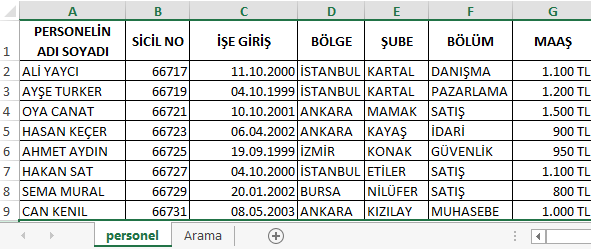 A B C D E F G
1 PERSONELİN ADI SOYADI SİCİL NO İŞE GİRİŞ BÖLGE ŞUBE BÖLÜM MAAŞ
2 ALİ YAYCI 66717 11.10.2000 İSTANBUL KARTAL DANIŞMA 1.100 TL
3 AYŞE TURKER 66719 04.10.1999 İSTANBUL KARTAL PAZARLAMA 1.200 TL
4 OYA CANAT 66721 10.10.2001 ANKARA MAMAK SATIŞ 1.500 TL
5 HASAN KEÇER 66723 06.04.2002 ANKARA KAYAŞ İDARİ 900 TL
6 AHMET AYDIN 66725 19.09.1999 İZMİR KONAK GÜVENLİK 950 TL
7 HAKAN SAT 66727 04.10.2000 İSTANBUL ETİLER SATIŞ 1.100 TL
8 SEMA MURAL 66729 20.01.2002 BURSA NİLÜFER SATIŞ 800 TL
9 CAN KENIL 66731 08.05.2003 ANKARA KIZILAY MUHASEBE 1.000 TL
personel Arama